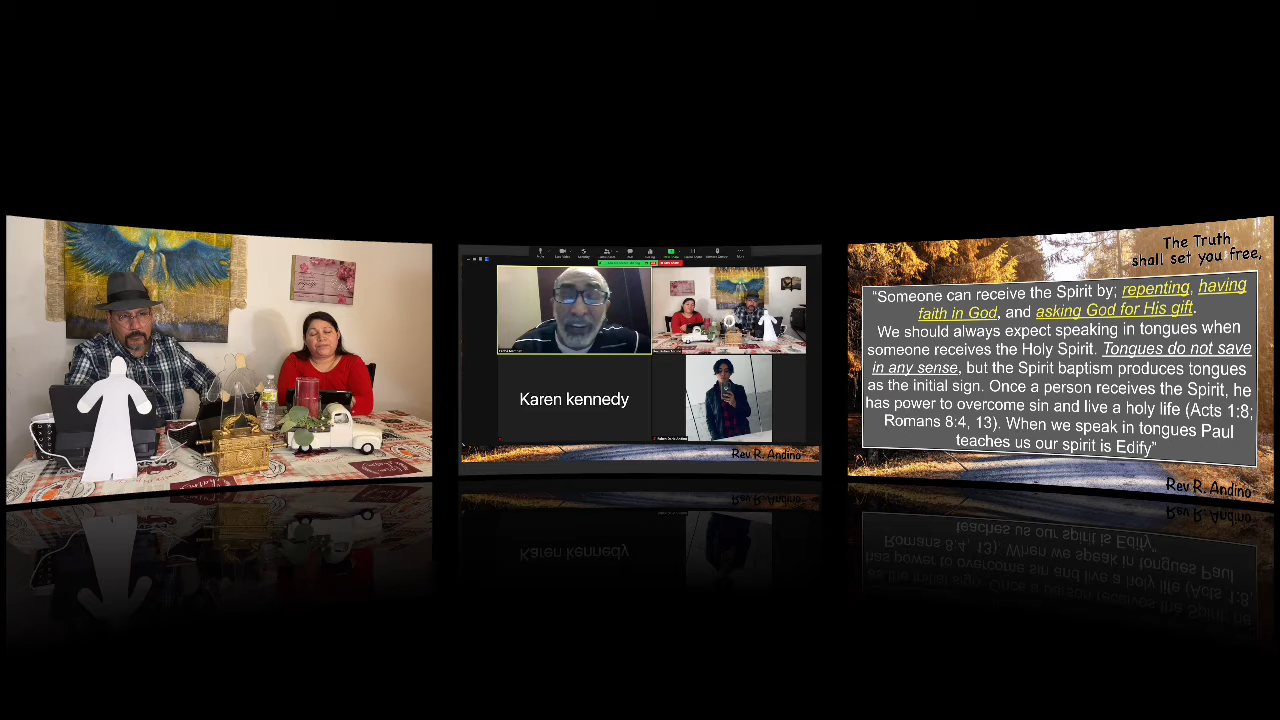 Karen kennedy
Rev R. Andino
The Truth
shall set you free,
“Someone can receive the Spirit by; repenting, having
faith in God, and asking God for His gift.
We should always expect speaking in tongues when
someone receives the Holy Spirit. Tongues do not save
in any sense, but the Spirit baptism produces tongues
as the initial sign. Once a person receives the Spirit, he
has power to overcome sin and live a holy life (Acts 1:8;
Romans 8:4, 13). When we speak in tongues Paul
teaches us our spirit is Edify”
Rev R. Andino